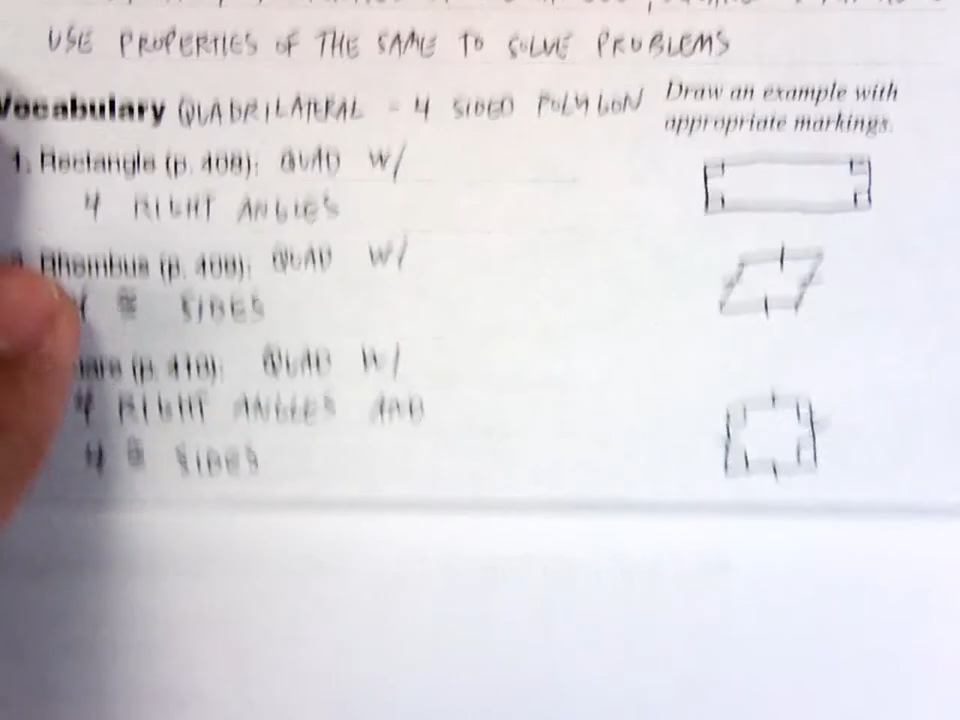 USE PROPERTIES OF THE SAME TO SOLVE PROBLEMS
Vocabulary QUADRILATERAL - 4 SIDED POLYGON
Draw an example with
appropriate markings.
1. Rectangle (p. 408): QUAD W/
4 RIGHT ANGLES
Rhombus (p. 409): QUAD W/
≅ SIDES
(p. 410): QUAD W/
4 RIGHT ANGLES AND
4 ≅ SIDES